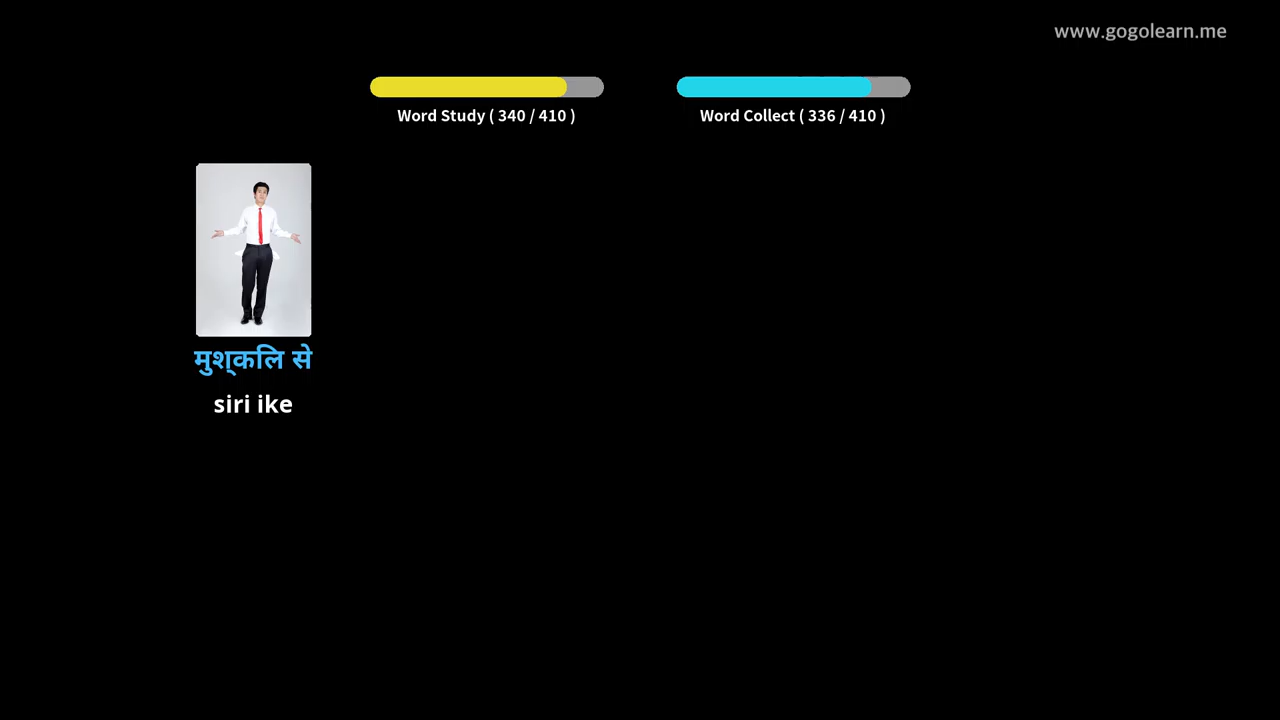 www.gogolearn.me
Word Study ( 340 / 410 )
Word Collect ( 336 / 410 )
मुश्कलि से
siri ike